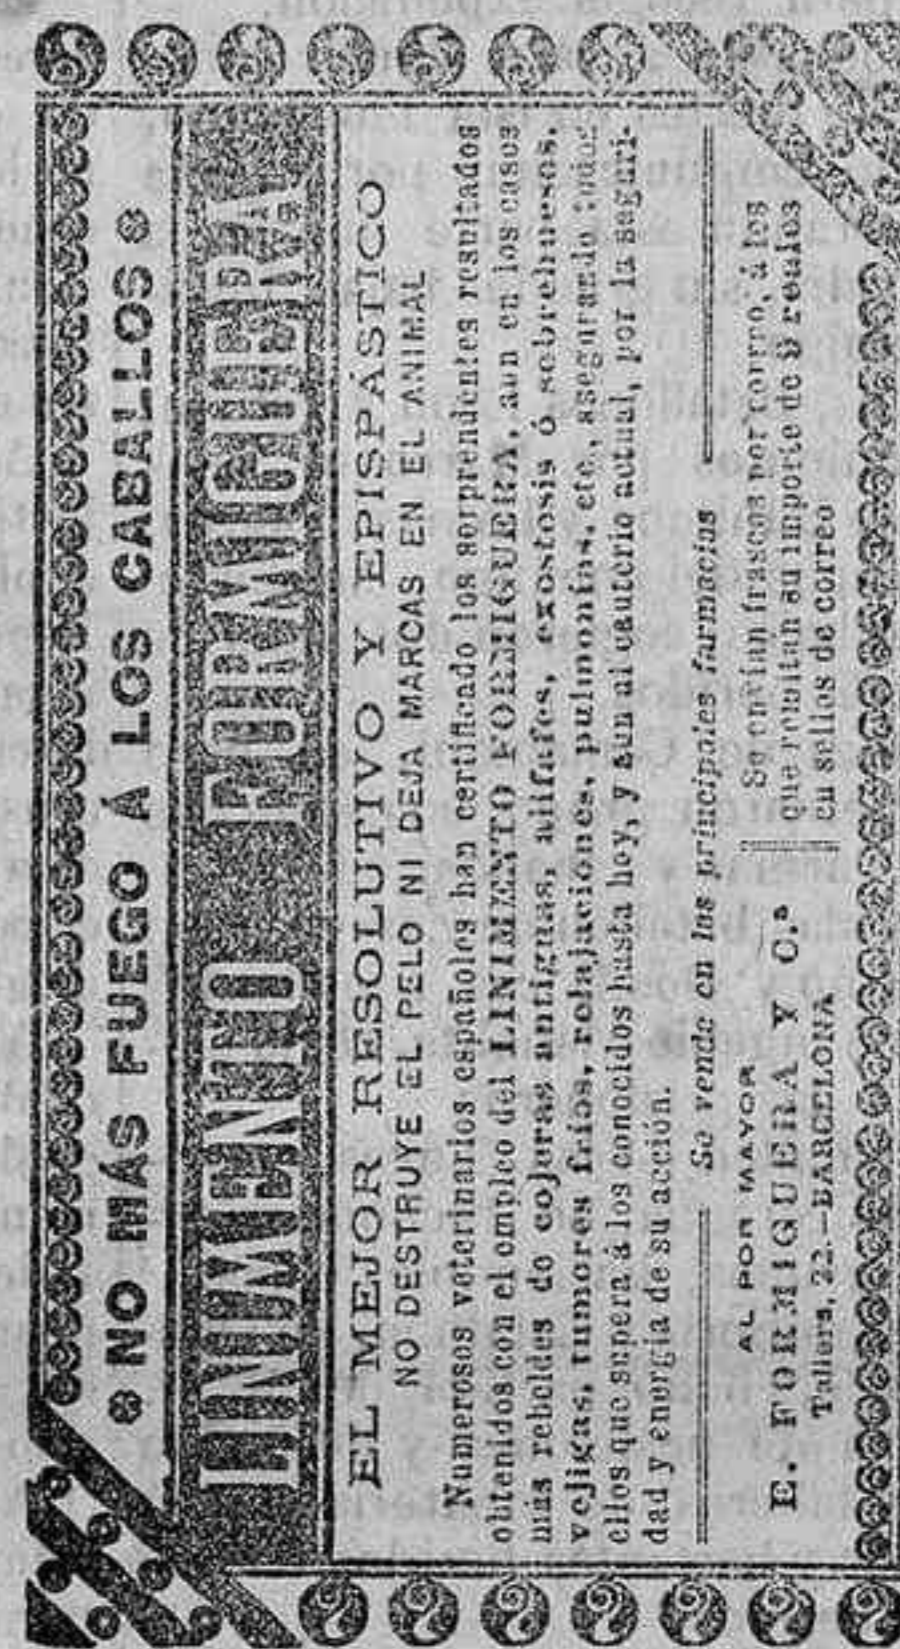 NO MÁS FUEGO Á LOS CABALLOS
LINIMENTO FORMIGUERA
EL MEJOR RESOLUTIVO Y EPISPÁSTICO
NO DESTRUYE EL PELO NI DEJA MARCAS EN EL ANIMAL
Numerosos veterinarios españoles han certificado los sorprendentes resultados
obtenidos con el empleo del LINIMENTO FORMIGUERA, aun en los casos
más rebeldes de cojeras antiguas, alifafes, exostosis ó sobrehuesos,
vejigas, tumores fríos, relajaciones, pulmonías, etc., asegurando todos
ellos que supera á los conocidos hasta hoy, y aun al cauterio actual, por la seguri-
dad y energía de su acción.
Se vende en las principales farmacias
AL POR MAYOR
E. FORMIGUERA Y C.ª
Tallers, 22.—BARCELONA
Se envían frascos por correo, á los
que remitan su importe de 9 reales
en sellos de correo